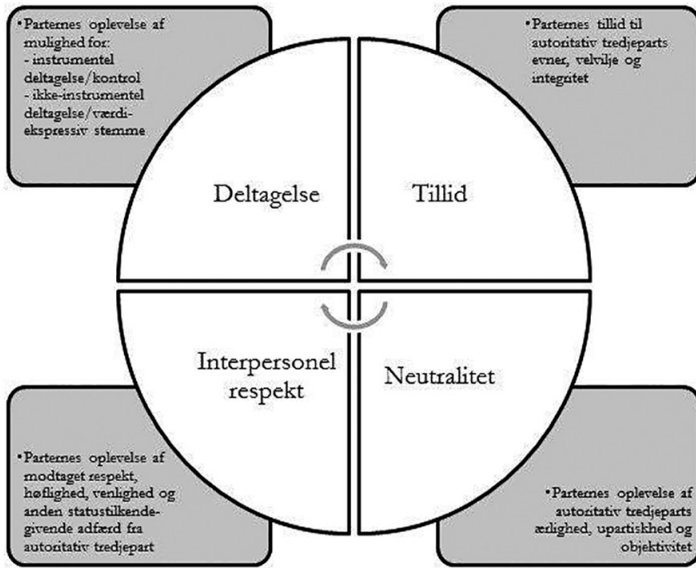 •Parternes oplevelse af
mulighed for:
- instrumentel
deltagelse/kontrol
- ikke-instrumentel
deltagelse/værdi-
ekspressiv stemme
•Parternes tillid til
autoritativ tredjeparts
evner, velvilje og
integritet
Deltagelse
Tillid
Interpersonel
respekt
Neutralitet
•Parternes oplevelse af
modtaget respekt,
høflighed, venlighed og
anden statustilkende-
givende adfærd fra
autoritativ tredjepart
•Parternes oplevelse af
autoritativ tredjeparts
ærlighed, upartiskhed og
objektivitet